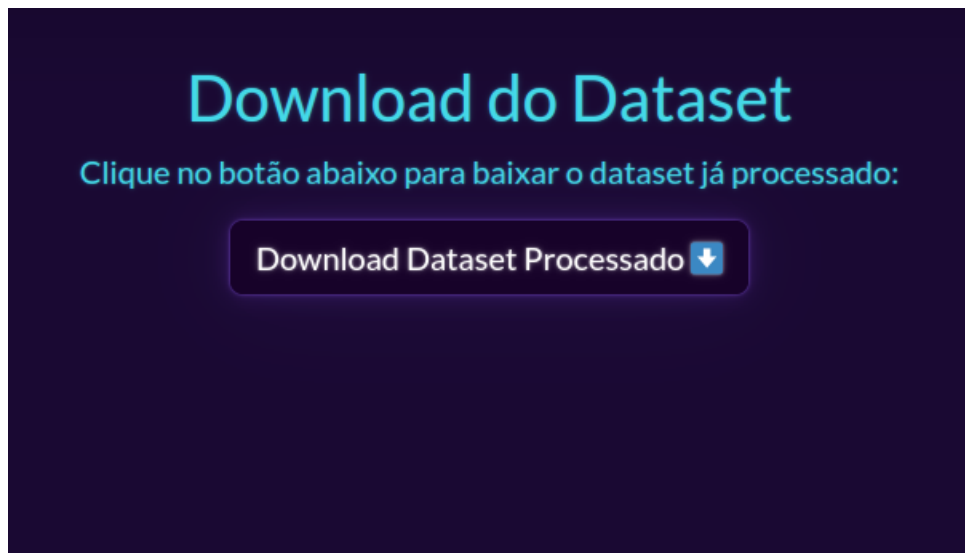 Download do Dataset
Clique no botão abaixo para baixar o dataset já processado:
Download Dataset Processado ⬇️